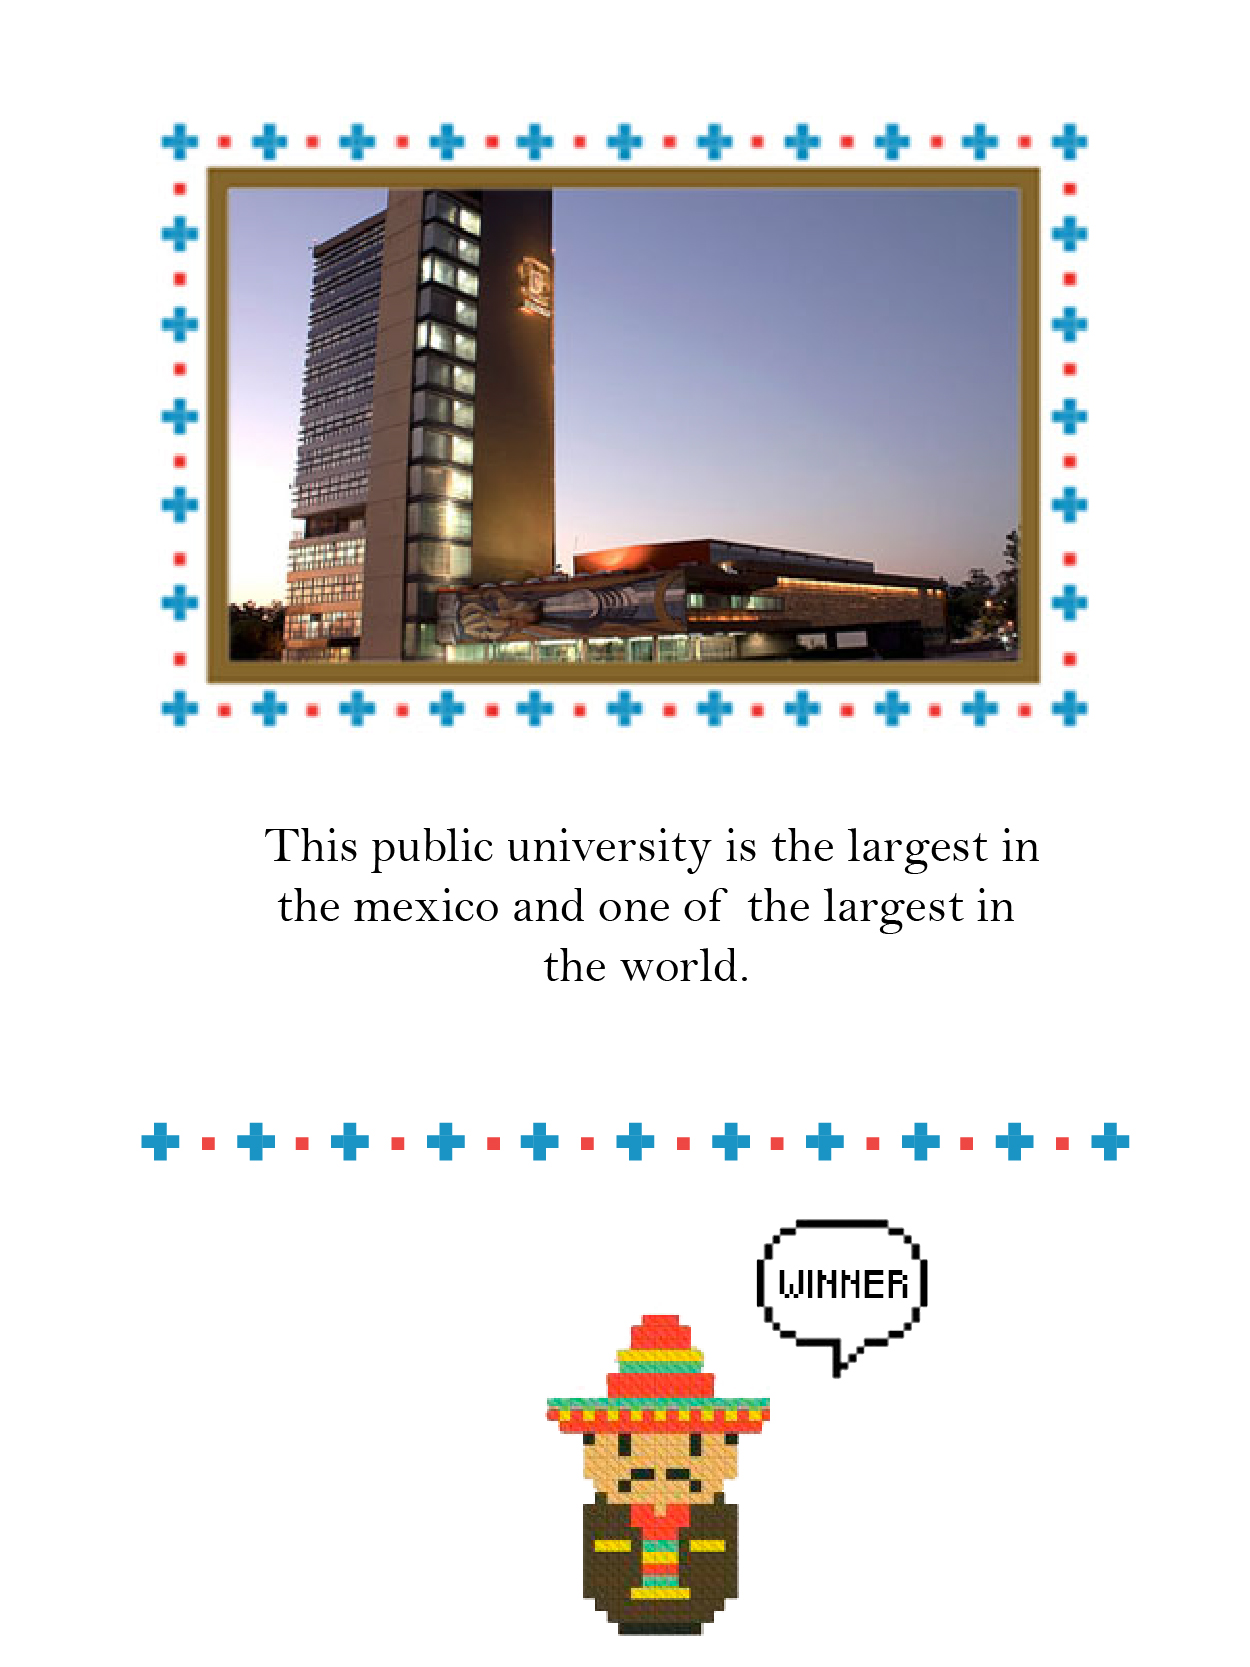 This public university is the largest in
the mexico and one of the largest in
the world.
WINNER